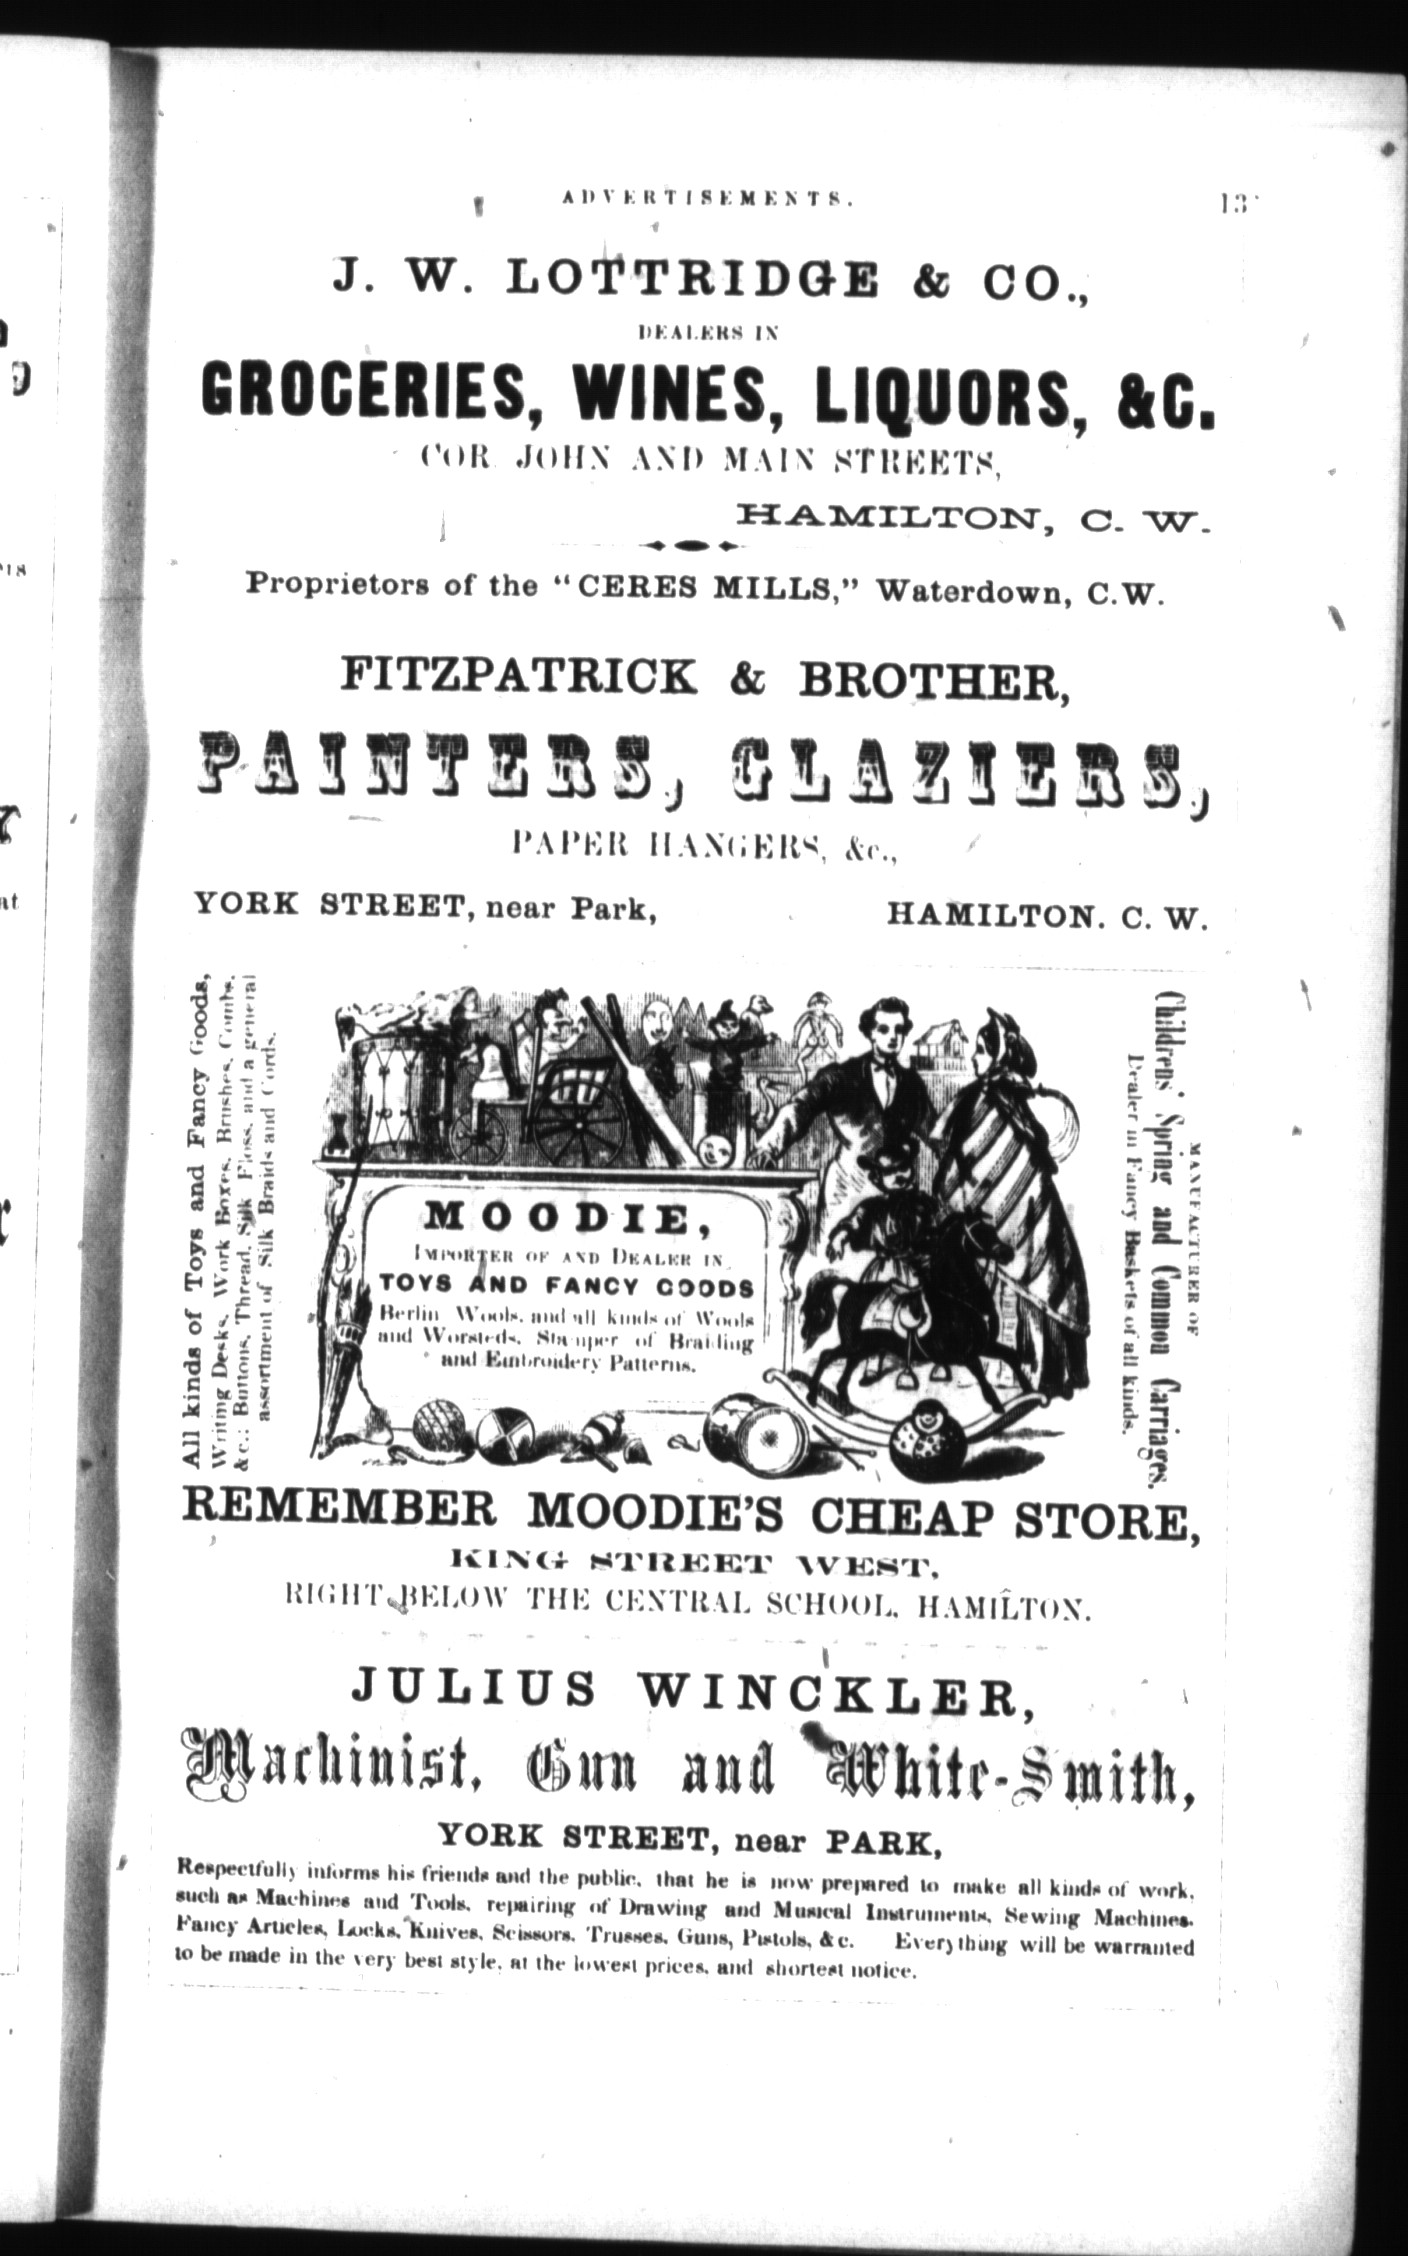 ADVERTISEMENTS.
13
J. W. LOTTRIDGE & CO.,
DEALERS IN
GROCERIES, WINES, LIQUORS, &C.
COR JOHN AND MAIN STREETS,
HAMILTON, C. W.
Proprietors of the "CERES MILLS," Waterdown, C.W.
FITZPATRICK & BROTHER,
PAINTERS, GLAZIERS,
PAPER HANGERS, &c.,
YORK STREET, near Park, HAMILTON. C. W.
All kinds of Toys and Fancy Goods,
Writing Desks, Work Boxes, Brushes, Combs,
&c.; Buttons, Thread, Silk Floss, and a general
assortment of Silk Braids and Cords.
MOODIE,
IMPORTER OF AND DEALER IN
TOYS AND FANCY GOODS
Berlin Wools, and all kinds of Wools
and Worsteds. Stamper of Braiding
and Embroidery Patterns.
MANUFACTURER OF
Childrens' Spring and Common Carriages.
Dealer in Fancy Baskets of all kinds.
REMEMBER MOODIE'S CHEAP STORE,
KING STREET WEST,
RIGHT BELOW THE CENTRAL SCHOOL, HAMILTON.
JULIUS WINCKLER,
Machinist, Gun and White-Smith,
YORK STREET, near PARK,
Respectfully informs his friends and the public, that he is now prepared to make all kinds of work,
such as Machines and Tools, repairing of Drawing and Musical Instruments, Sewing Machines,
Fancy Articles, Locks, Knives, Scissors, Trusses, Guns, Pistols, &c. Everything will be warranted
to be made in the very best style, at the lowest prices, and shortest notice.